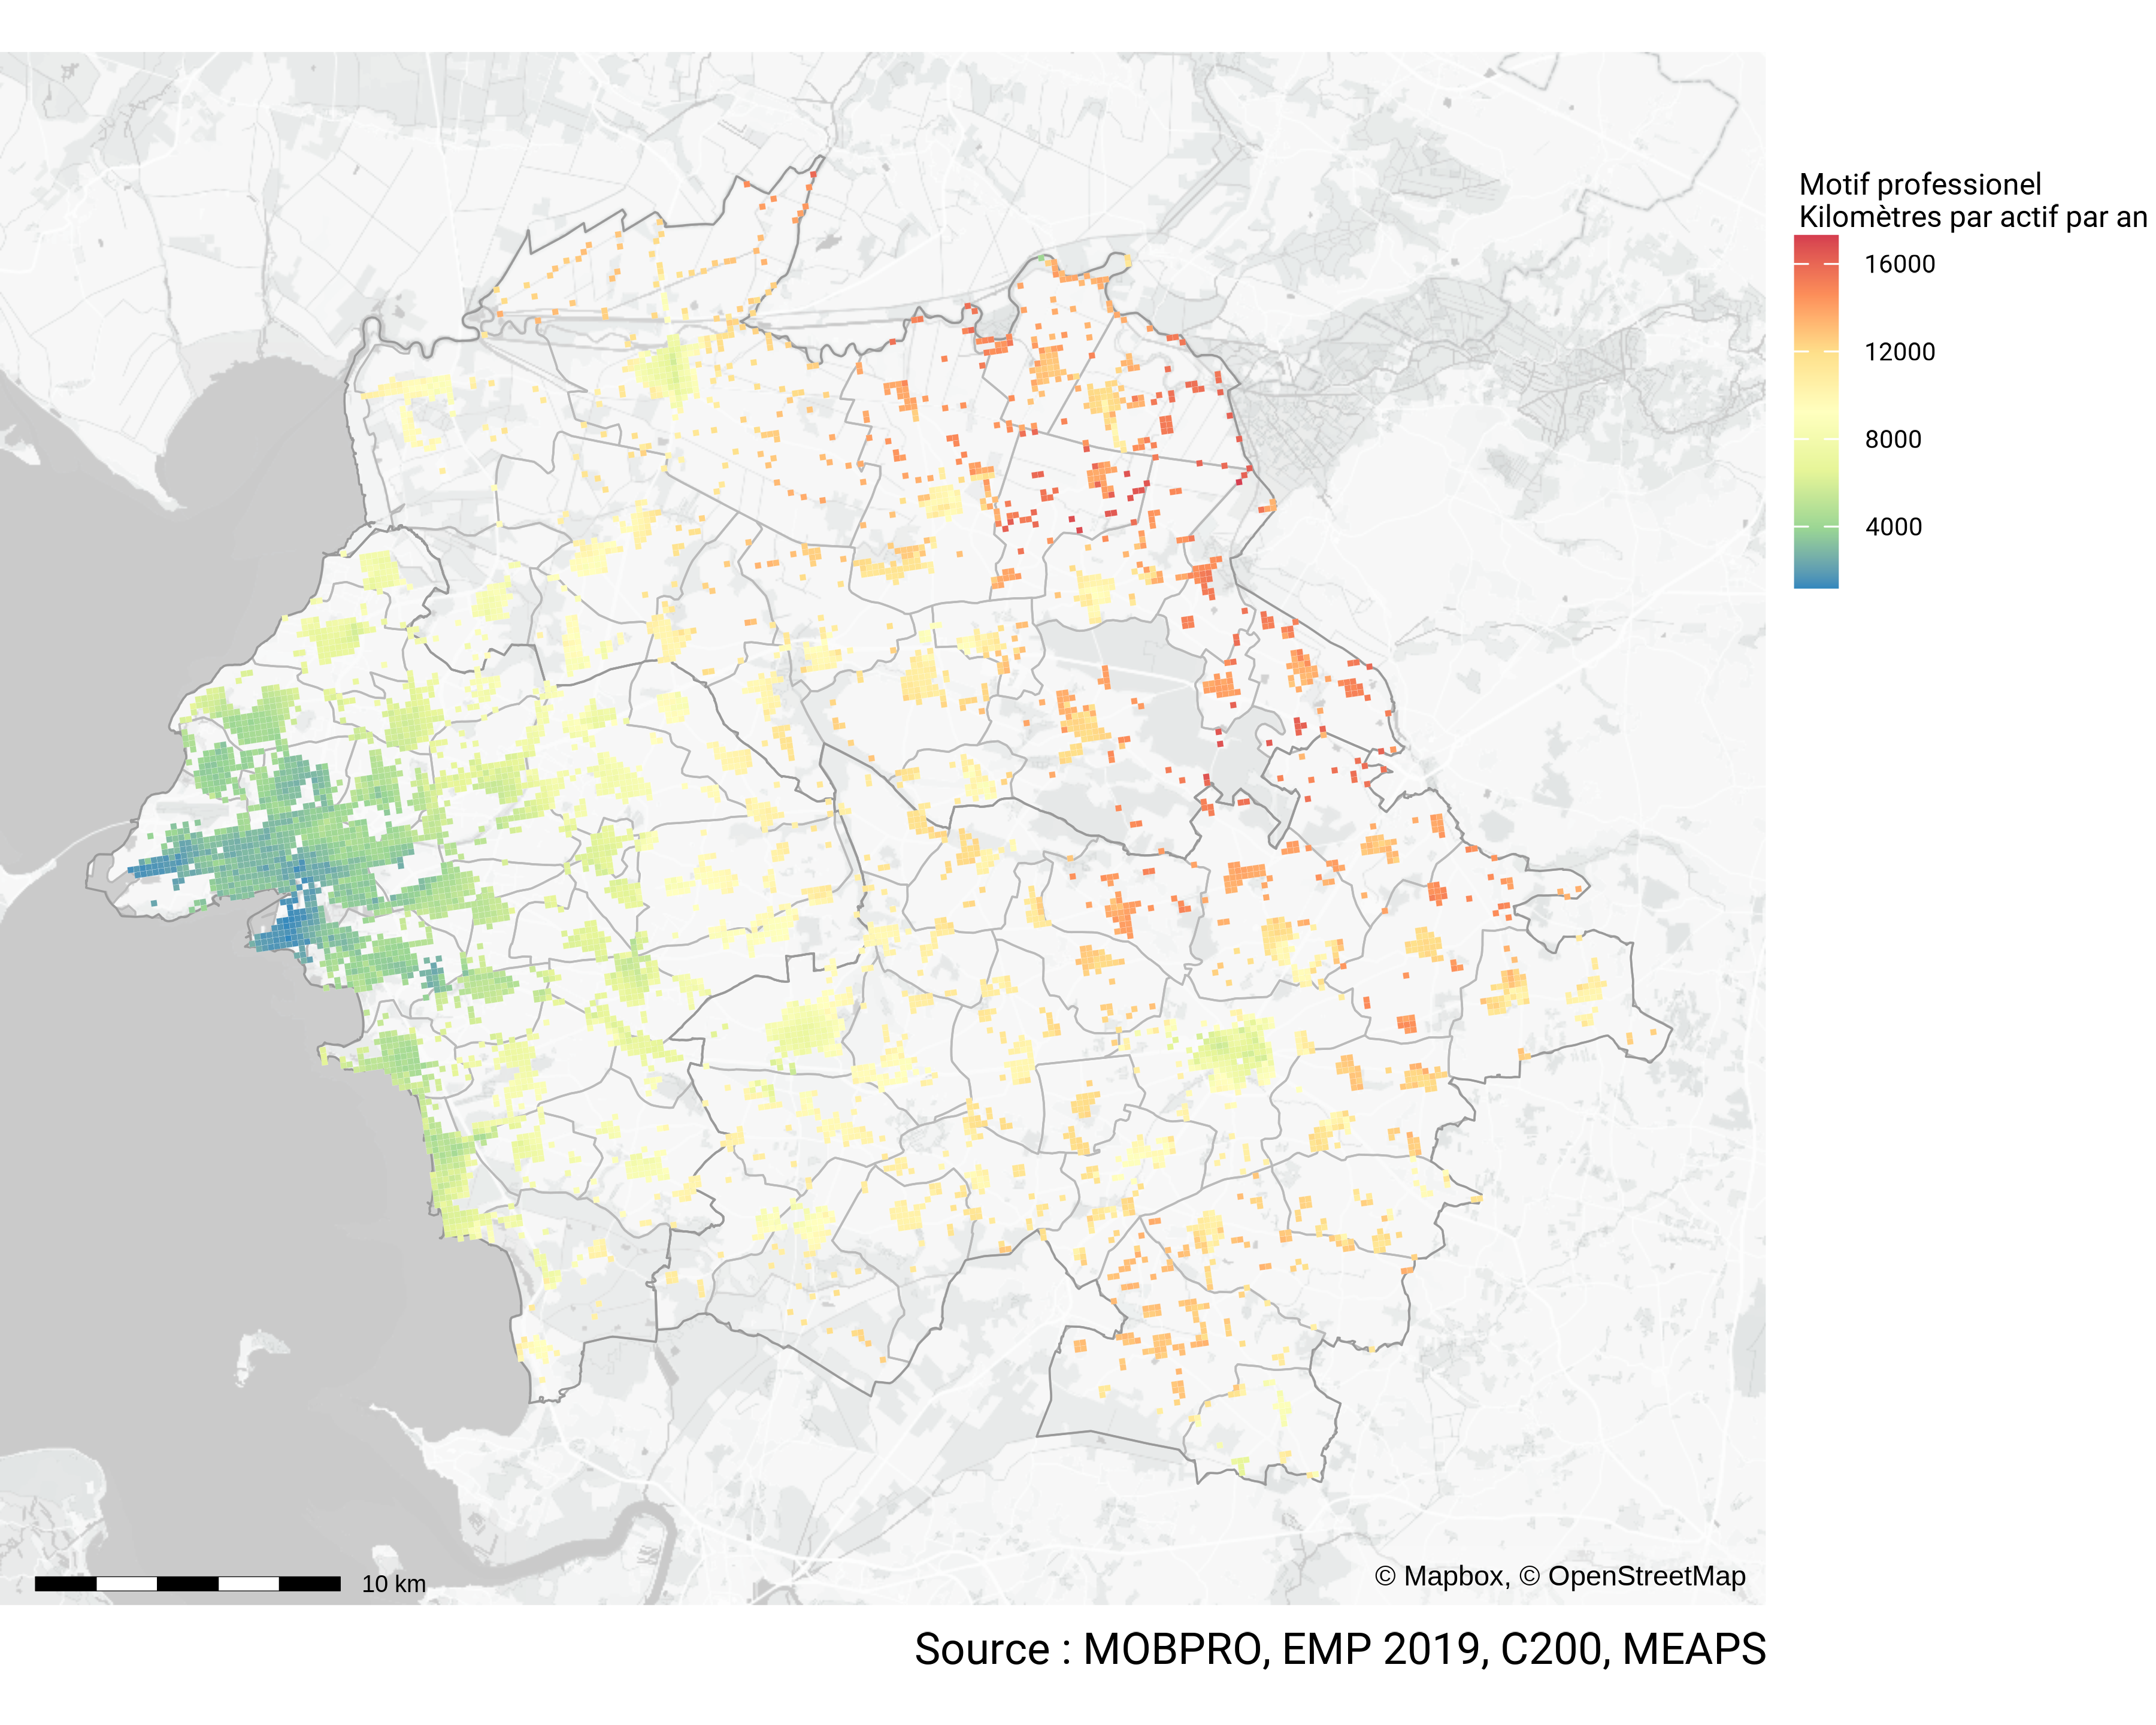 Motif professionel
Kilomètres par actif par an
16000
12000
8000
4000
10 km
© Mapbox, © OpenStreetMap
Source : MOBPRO, EMP 2019, C200, MEAPS